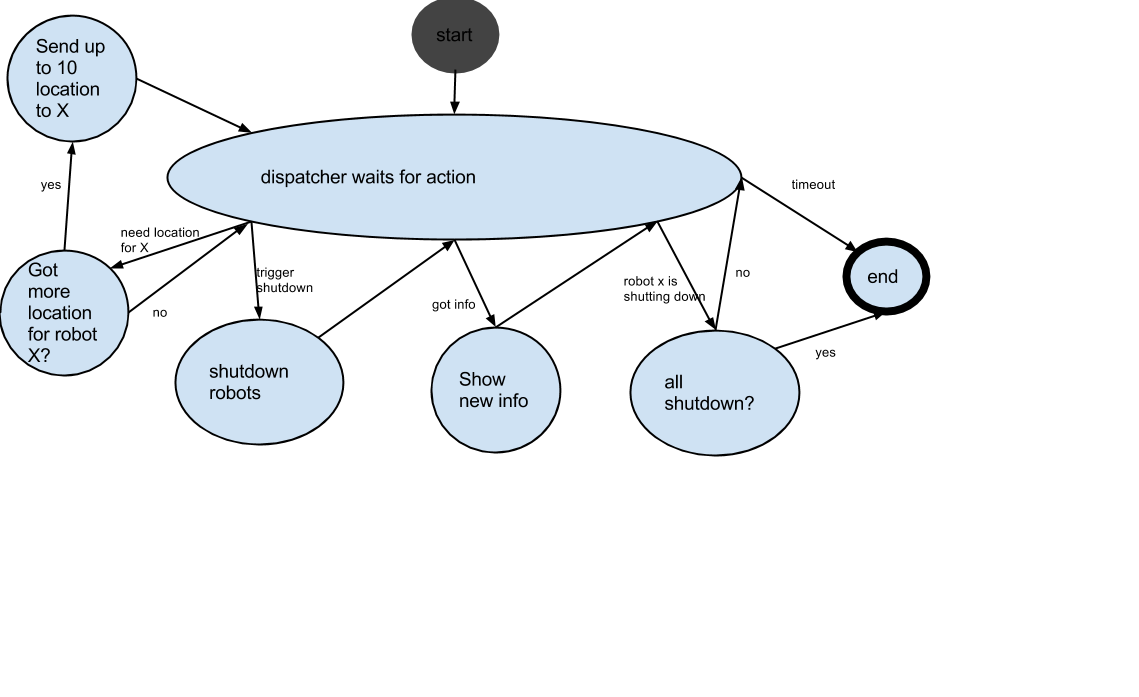 start
Send up
to 10
location
to X
dispatcher waits for action
yes
timeout
need location
for X
trigger
shutdown
Got
more
location
for robot
X?
no
got info
robot x is
shutting down
no
end
yes
shutdown
robots
Show
new info
all
shutdown?